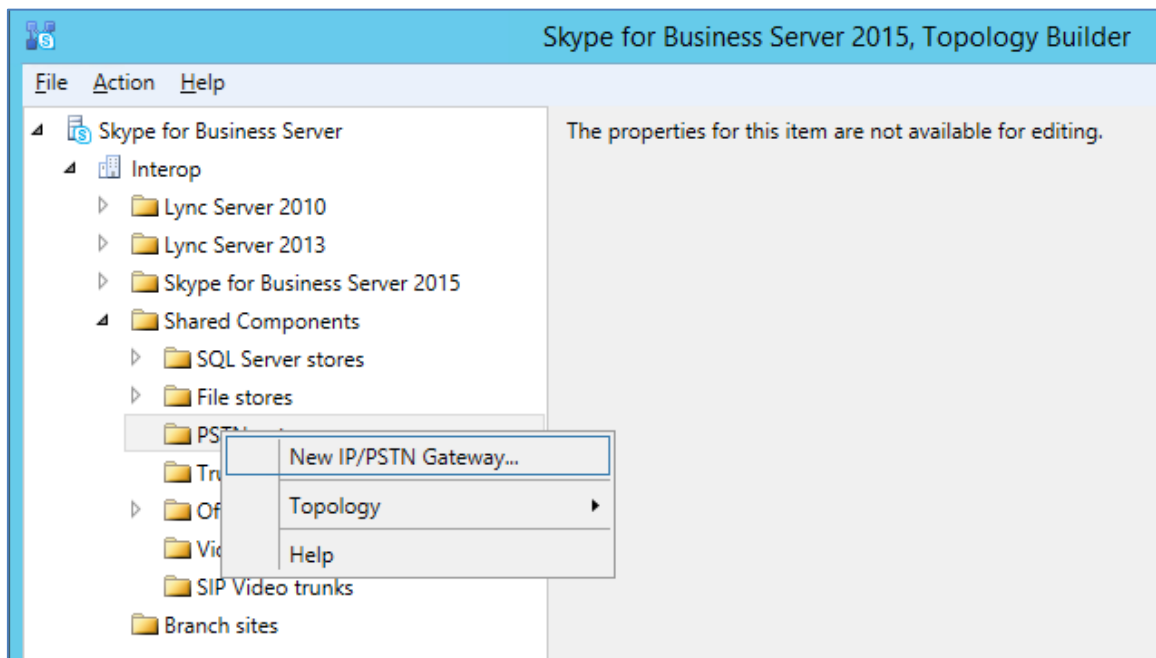 Skype for Business Server 2015, Topology Builder
File Action Help
Skype for Business Server
The properties for this item are not available for editing.
Interop
Lync Server 2010
Lync Server 2013
Skype for Business Server 2015
Shared Components
SQL Server stores
File stores
New IP/PSTN Gateway...
Topology
Help
SIP Video trunks
Branch sites